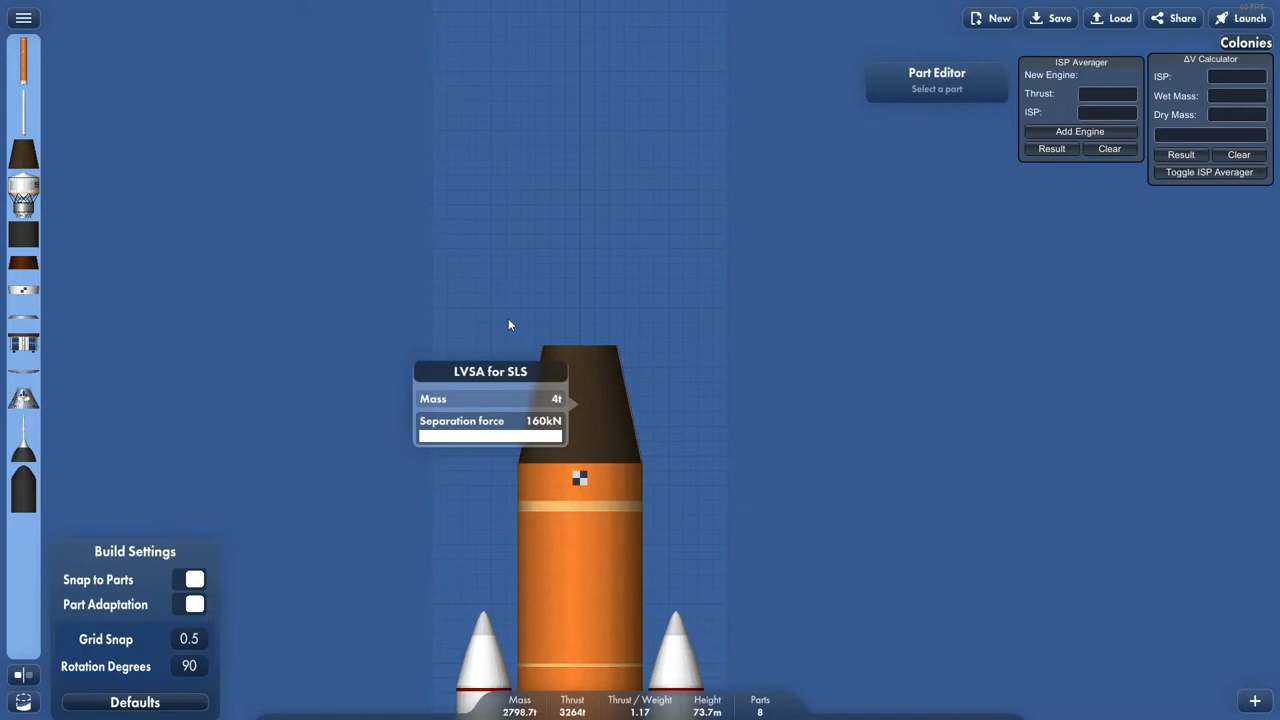 60 FPS
New
Save
Load
Share
Launch
Colonies
Part Editor
Select a part
ISP Averager
New Engine:
Thrust:
ISP:
Add Engine
Result
Clear
ΔV Calculator
ISP:
Wet Mass:
Dry Mass:
Result
Clear
Toggle ISP Averager
LVSA for SLS
Mass 4t
Separation force 160kN
Build Settings
Snap to Parts
Part Adaptation
Grid Snap 0.5
Rotation Degrees 90
Defaults
Mass Thrust Thrust / Weight Height Parts
2798.7t 3264t 1.17 73.7m 8